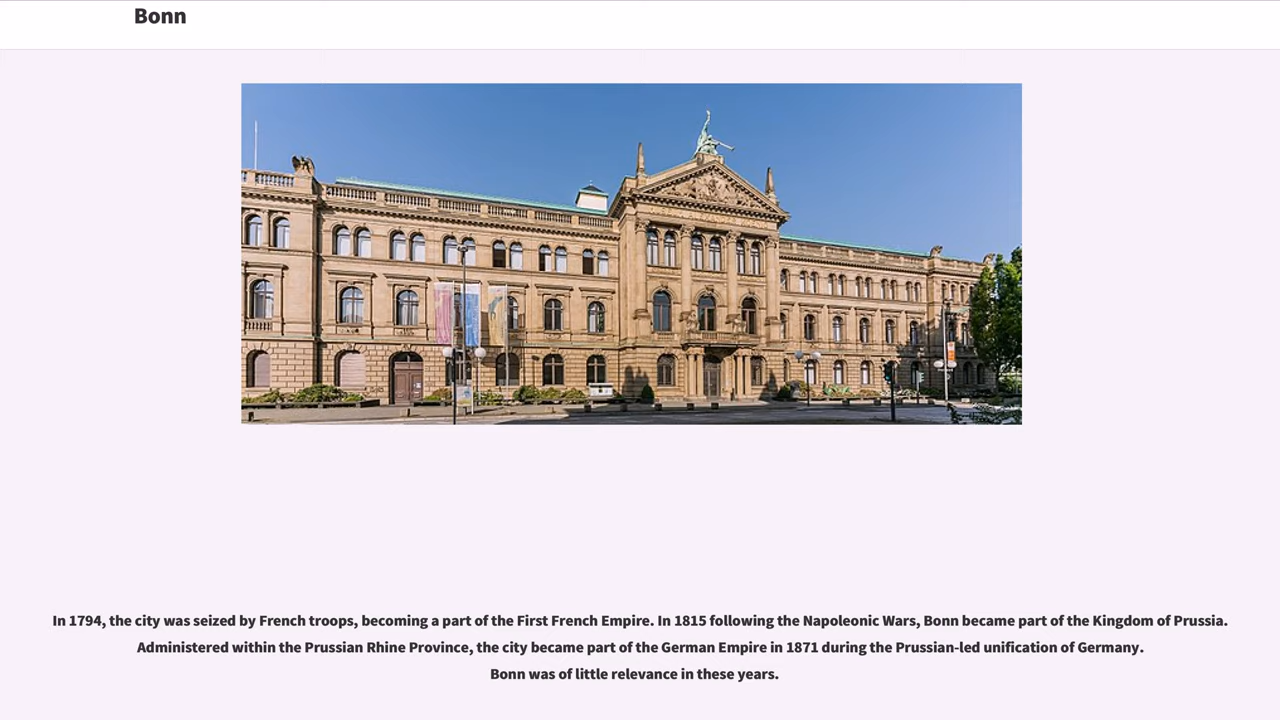 Bonn
In 1794, the city was seized by French troops, becoming a part of the First French Empire. In 1815 following the Napoleonic Wars, Bonn became part of the Kingdom of Prussia.
Administered within the Prussian Rhine Province, the city became part of the German Empire in 1871 during the Prussian-led unification of Germany.
Bonn was of little relevance in these years.